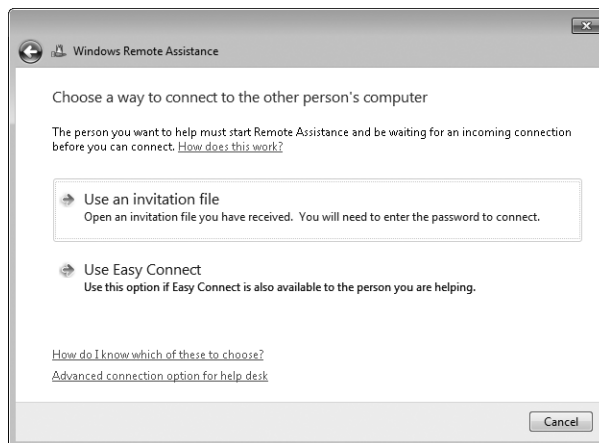 Windows Remote Assistance
Choose a way to connect to the other person's computer
The person you want to help must start Remote Assistance and be waiting for an incoming connection
before you can connect. How does this work?
Use an invitation file
Open an invitation file you have received. You will need to enter the password to connect.
Use Easy Connect
Use this option if Easy Connect is also available to the person you are helping.
How do I know which of these to choose?
Advanced connection option for help desk
Cancel